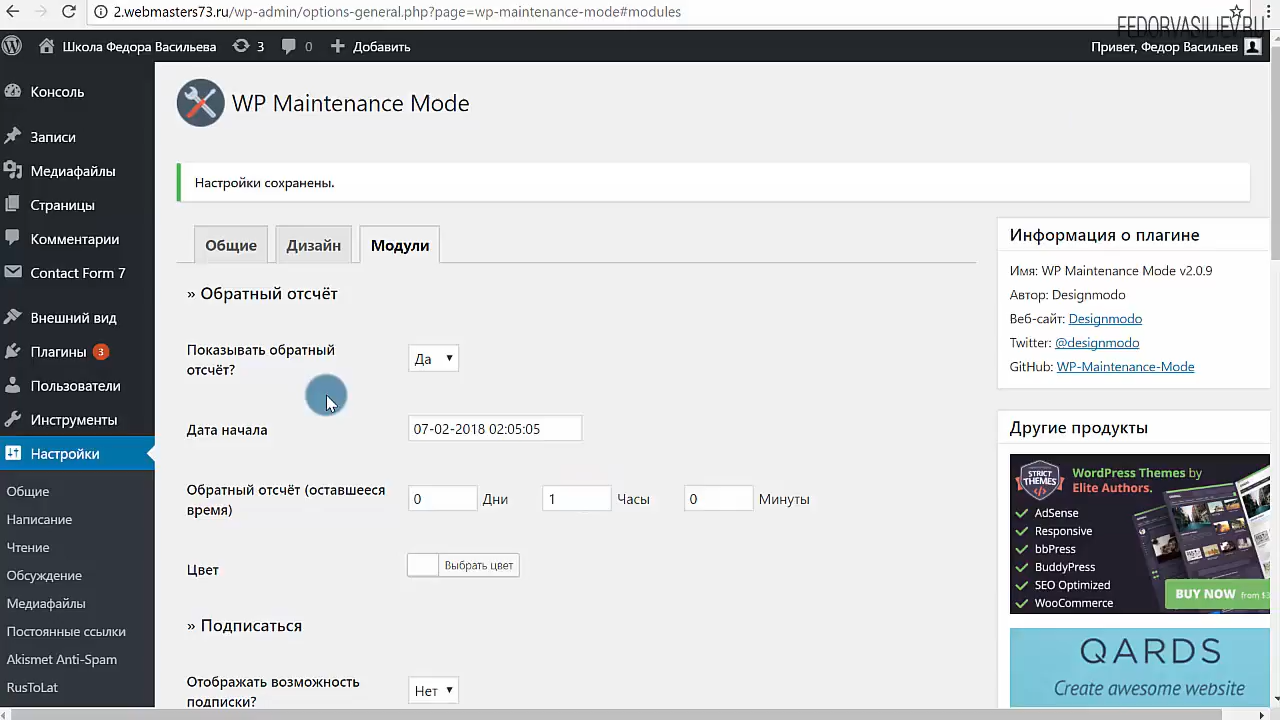 2.webmasters73.ru/wp-admin/options-general.php?page=wp-maintenance-mode#modules
FEDORVASILIEV.RU
Школа Федора Васильева 3 0 Добавить Привет, Федор Васильев
Консоль
Записи
Медиафайлы
Страницы
Комментарии
Contact Form 7
Внешний вид
Плагины 3
Пользователи
Инструменты
Настройки
Общие
Написание
Чтение
Обсуждение
Медиафайлы
Постоянные ссылки
Akismet Anti-Spam
RusToLat
WP Maintenance Mode
Настройки сохранены.
Общие Дизайн Модули
» Обратный отсчёт
Показывать обратный
отсчёт?
Да
Дата начала 07-02-2018 02:05:05
Обратный отсчёт (оставшееся
время)
0 Дни 1 Часы 0 Минуты
Цвет Выбрать цвет
» Подписаться
Отображать возможность
подписки?
Нет
Информация о плагине
Имя: WP Maintenance Mode v2.0.9
Автор: Designmodo
Веб-сайт: Designmodo
Twitter: @designmodo
GitHub: WP-Maintenance-Mode
Другие продукты
STRICT
THEMES
WordPress Themes by
Elite Authors.
AdSense
Responsive
bbPress
BuddyPress
SEO Optimized
WooCommerce
BUY NOW from $3
QARDS
Create awesome website